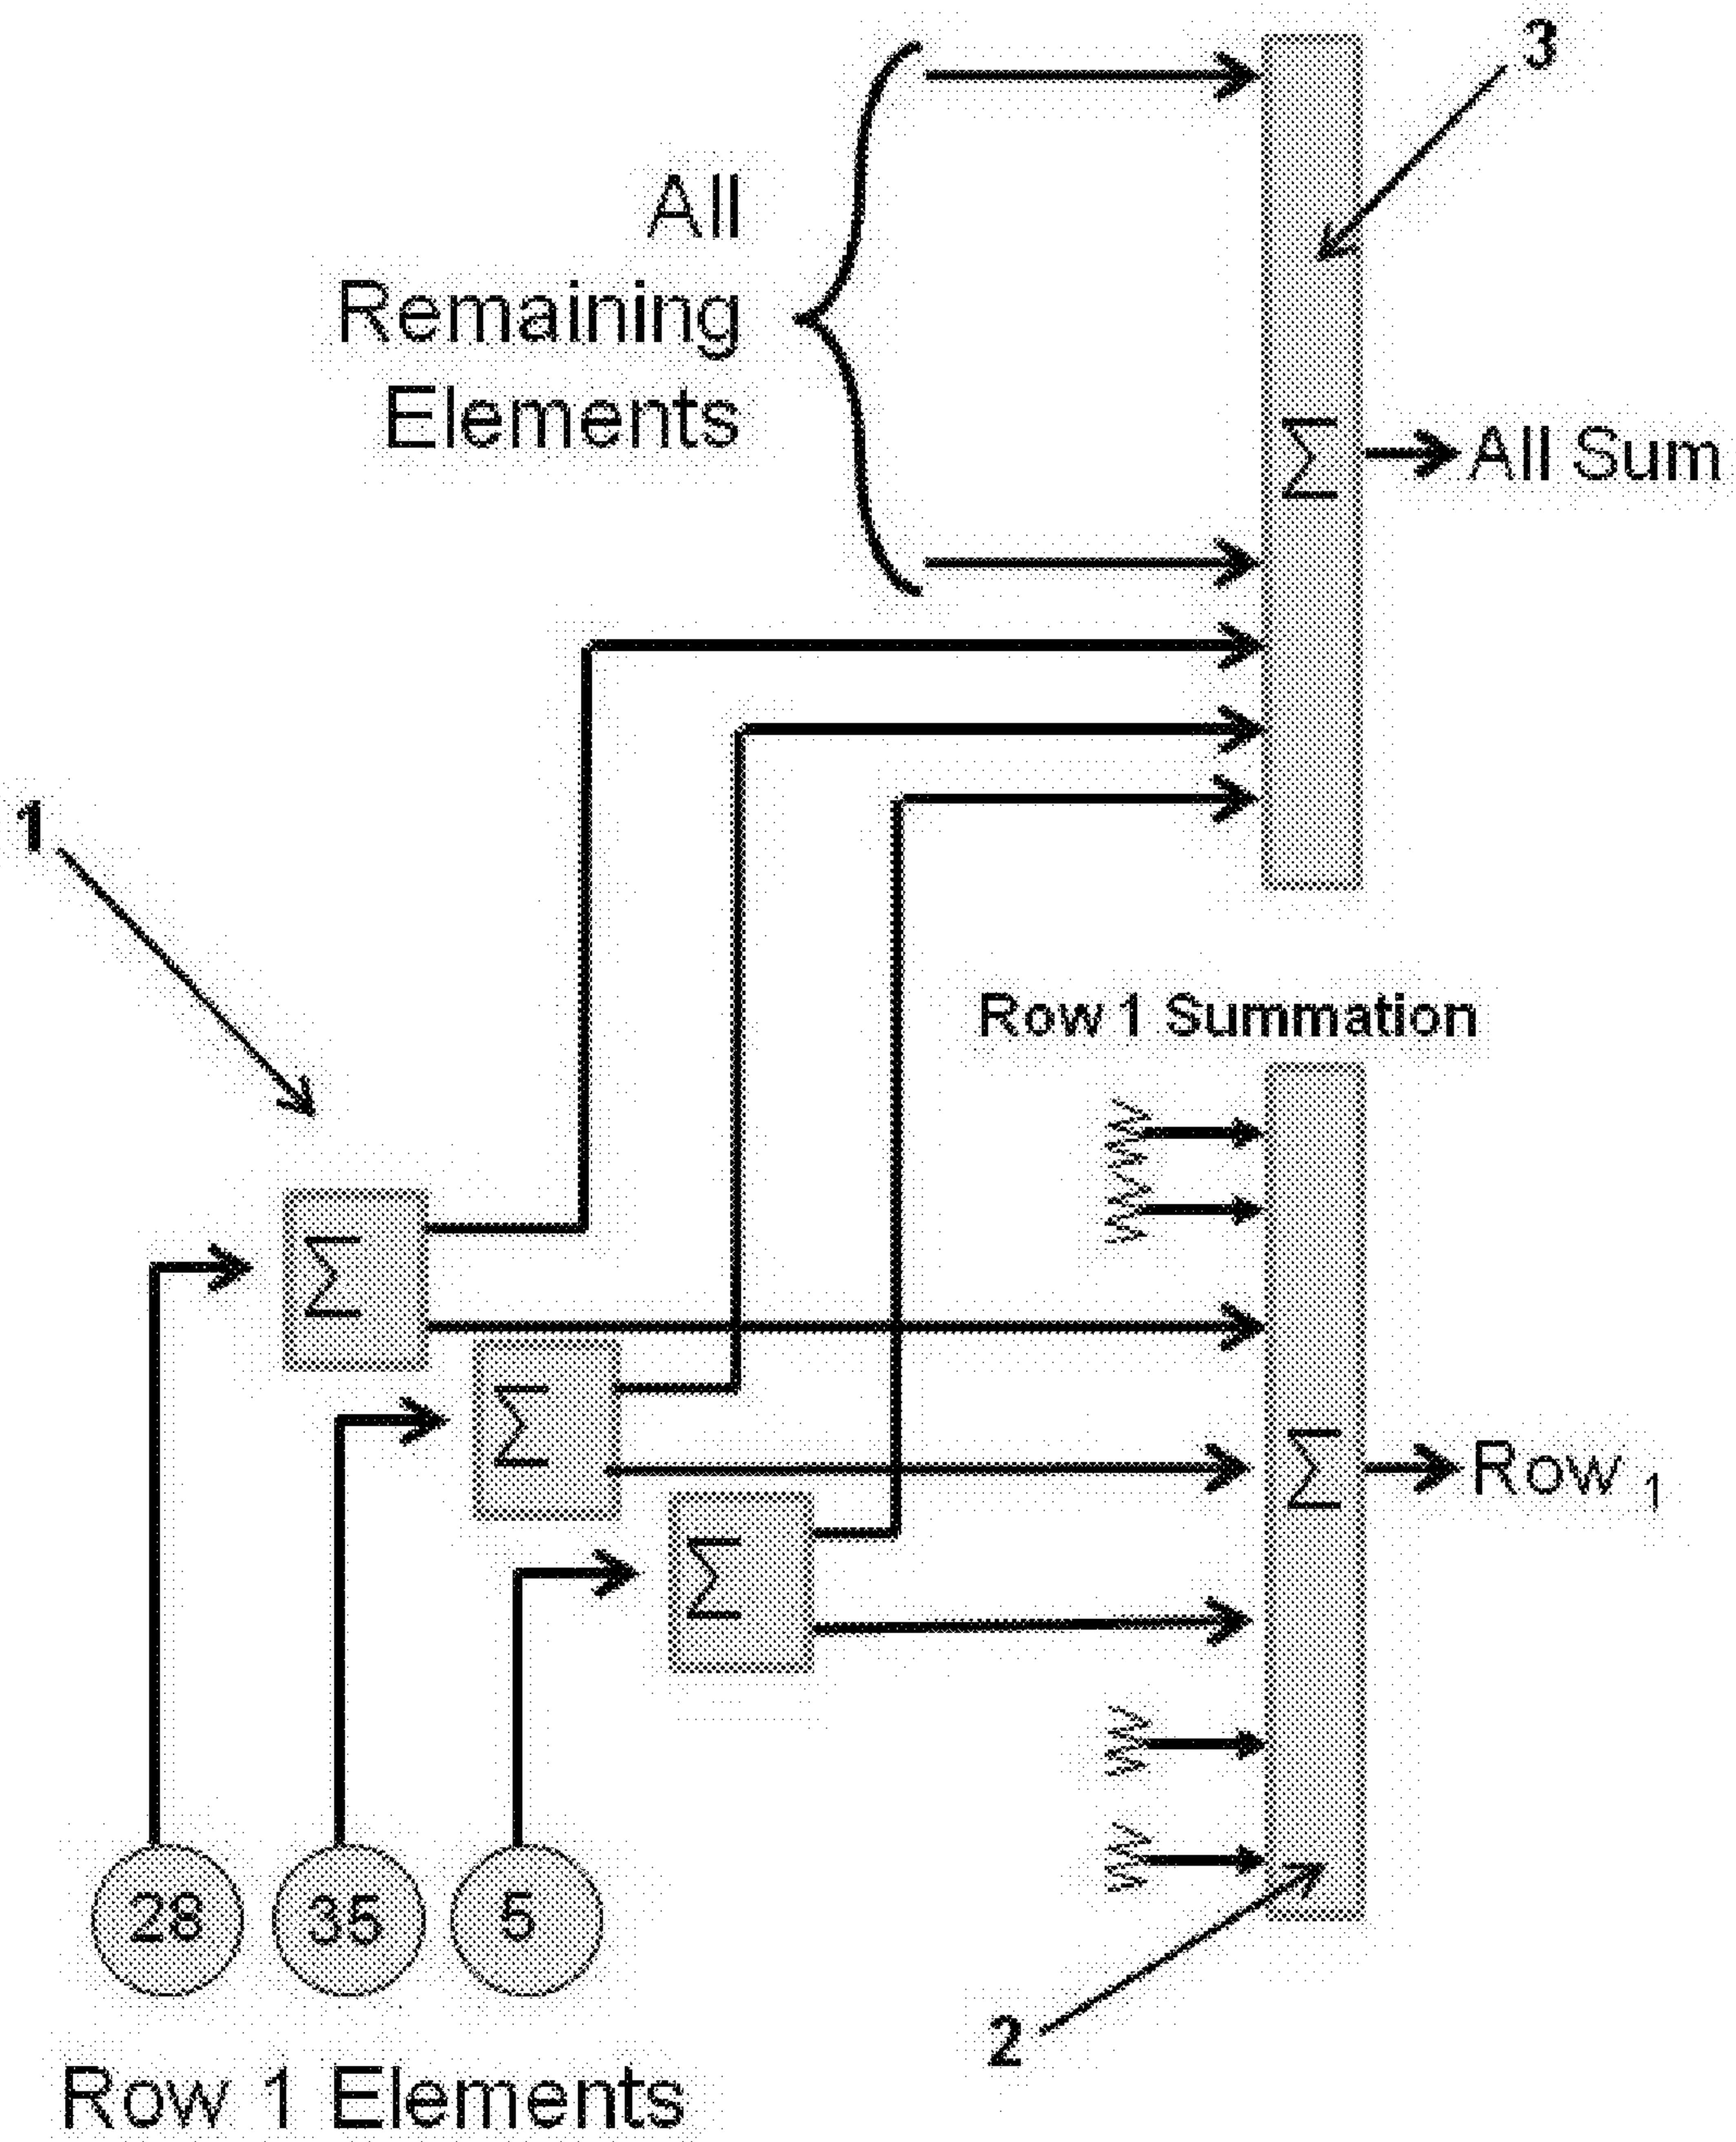 3
All
Remaining
Elements
Σ
All Sum
1
Row 1 Summation
Σ
Σ
Σ
Row 1
Σ
28
35
5
2
Row 1 Elements